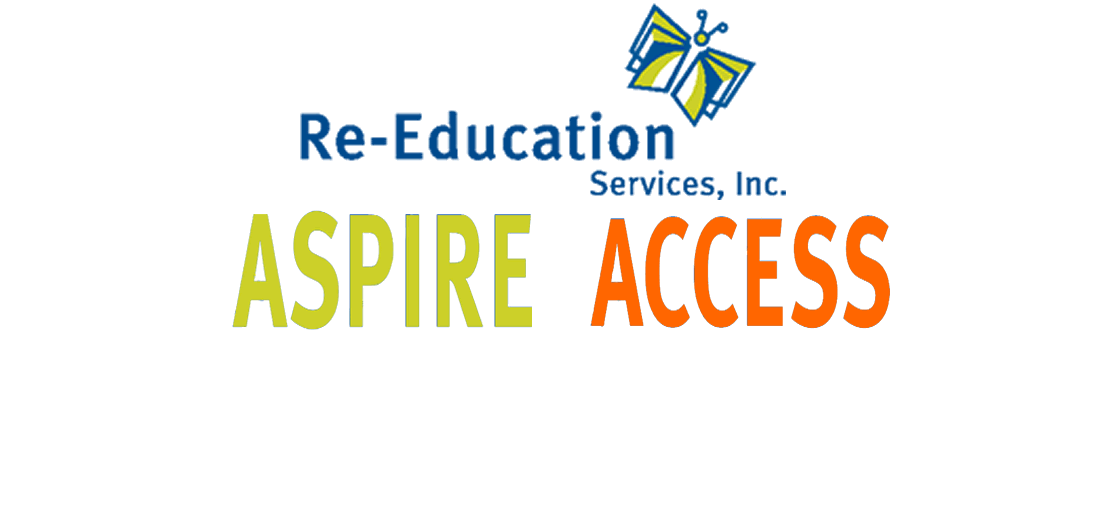 Re-Education
Services, Inc.
ASPIRE ACCESS